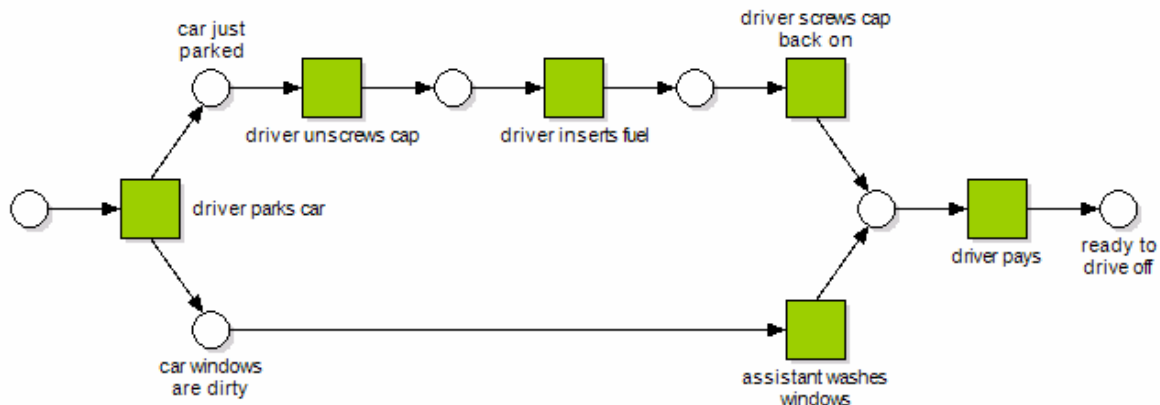 car just
parked
driver screws cap
back on
driver unscrews cap
driver inserts fuel
driver parks car
driver pays
ready to
drive off
car windows
are dirty
assistant washes
windows